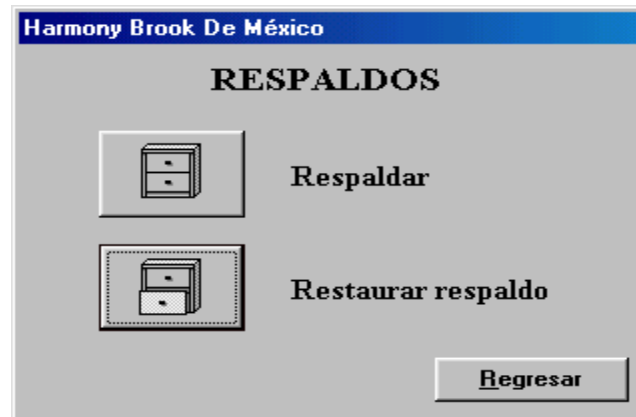 Harmony Brook De México
RESPALDOS
Respaldar
Restaurar respaldo
Regresar